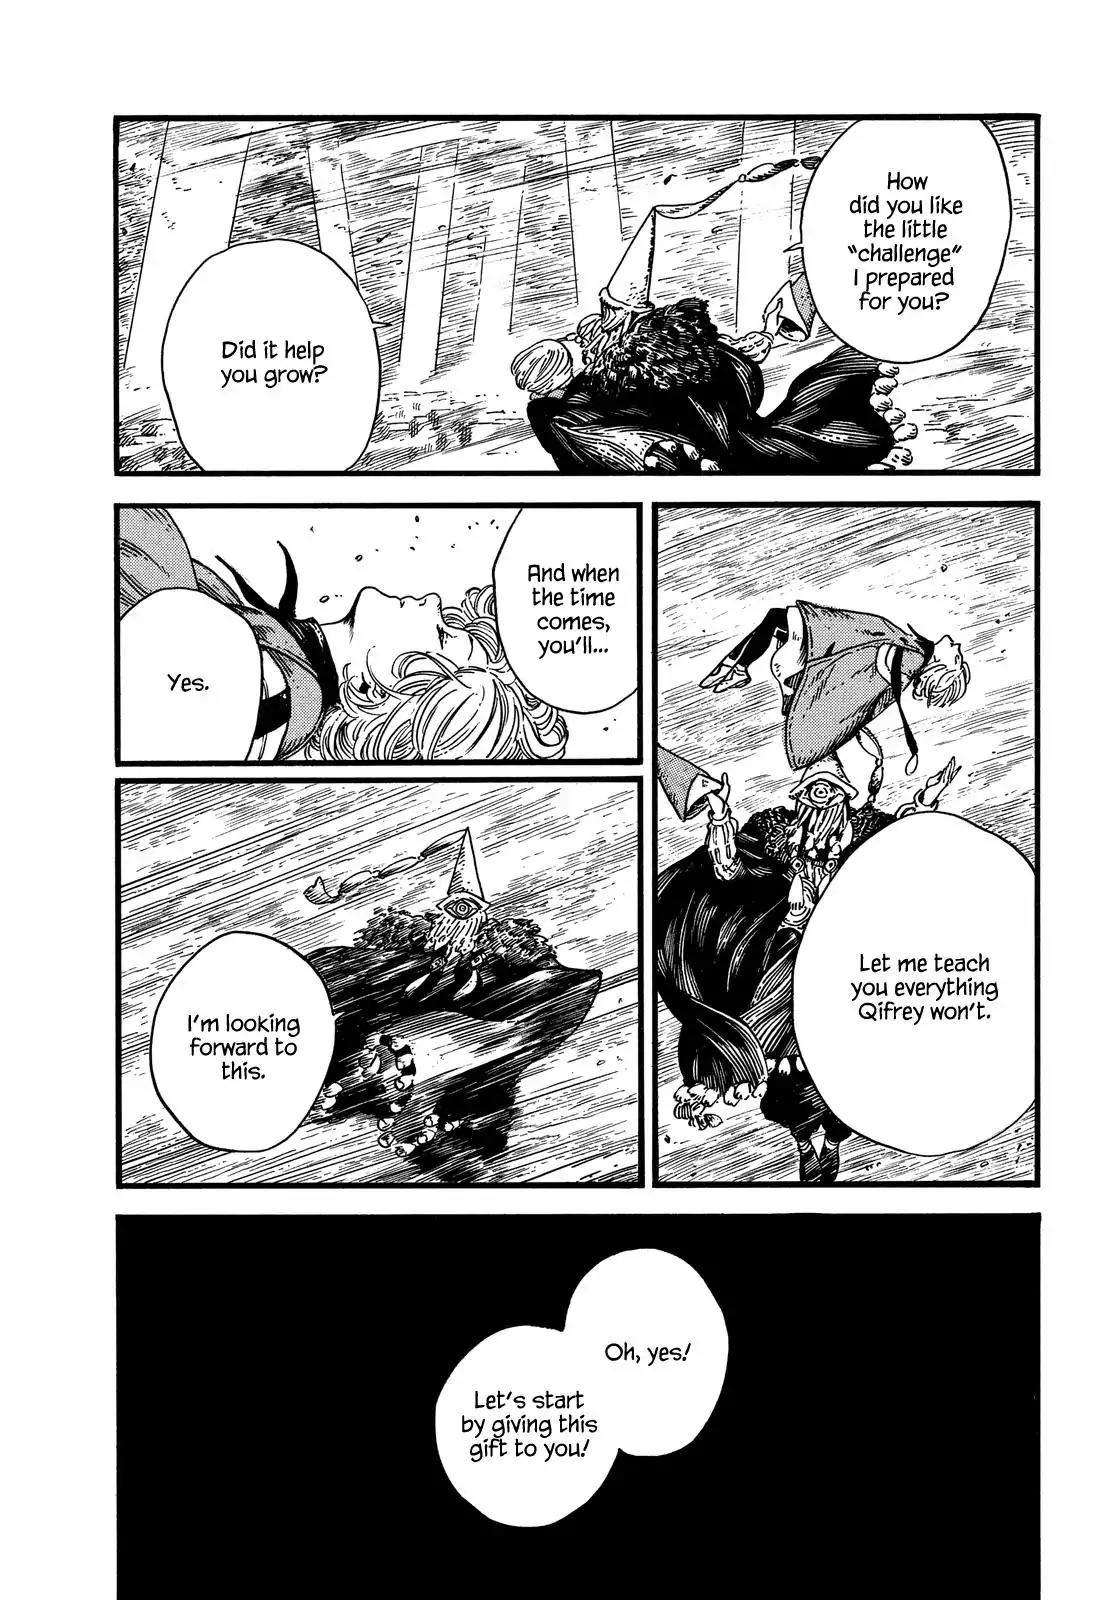 How
did you like
the little
"challenge"
I prepared
for you?
Did it help
you grow?
Let me teach
you everything
Qifrey won't.
And when
the time
comes,
you'll...
Yes.
I'm looking
forward to
this.
Oh, yes!
Let's start
by giving this
gift to you!